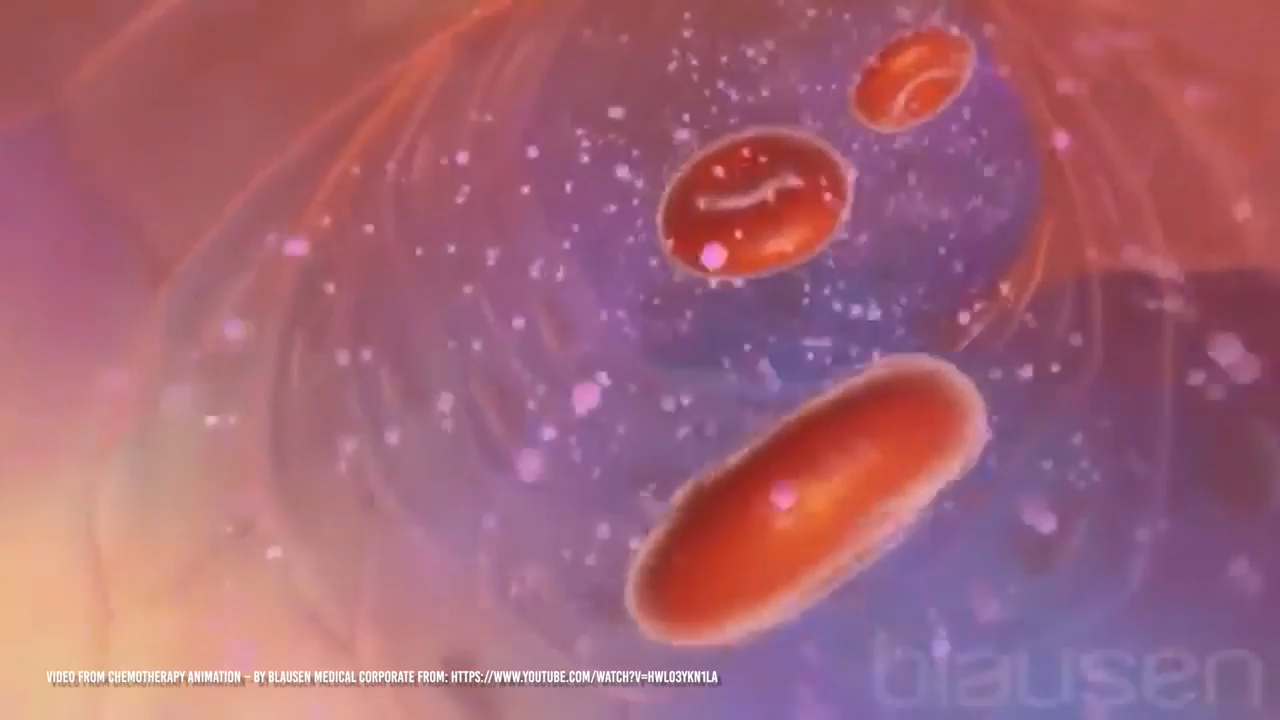 VIDEO FROM CHEMOTHERAPY ANIMATION – BY BLAUSEN MEDICAL CORPORATE FROM: HTTPS://WWW.YOUTUBE.COM/WATCH?V=HWLO3YKN1LA
blausen